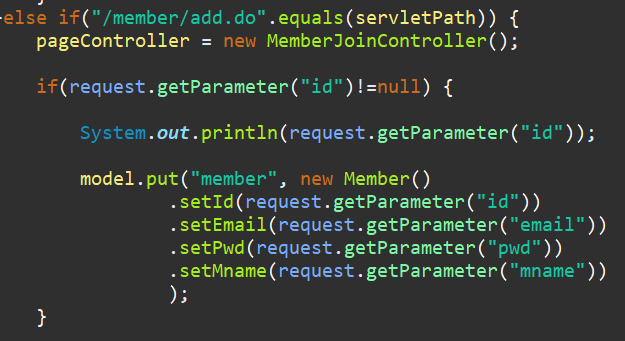 }
else if("/member/add.do".equals(servletPath)) {
pageController = new MemberJoinController();
if(request.getParameter("id")!=null) {
System.out.println(request.getParameter("id"));
model.put("member", new Member()
.setId(request.getParameter("id"))
.setEmail(request.getParameter("email"))
.setPwd(request.getParameter("pwd"))
.setMname(request.getParameter("mname"))
);
}